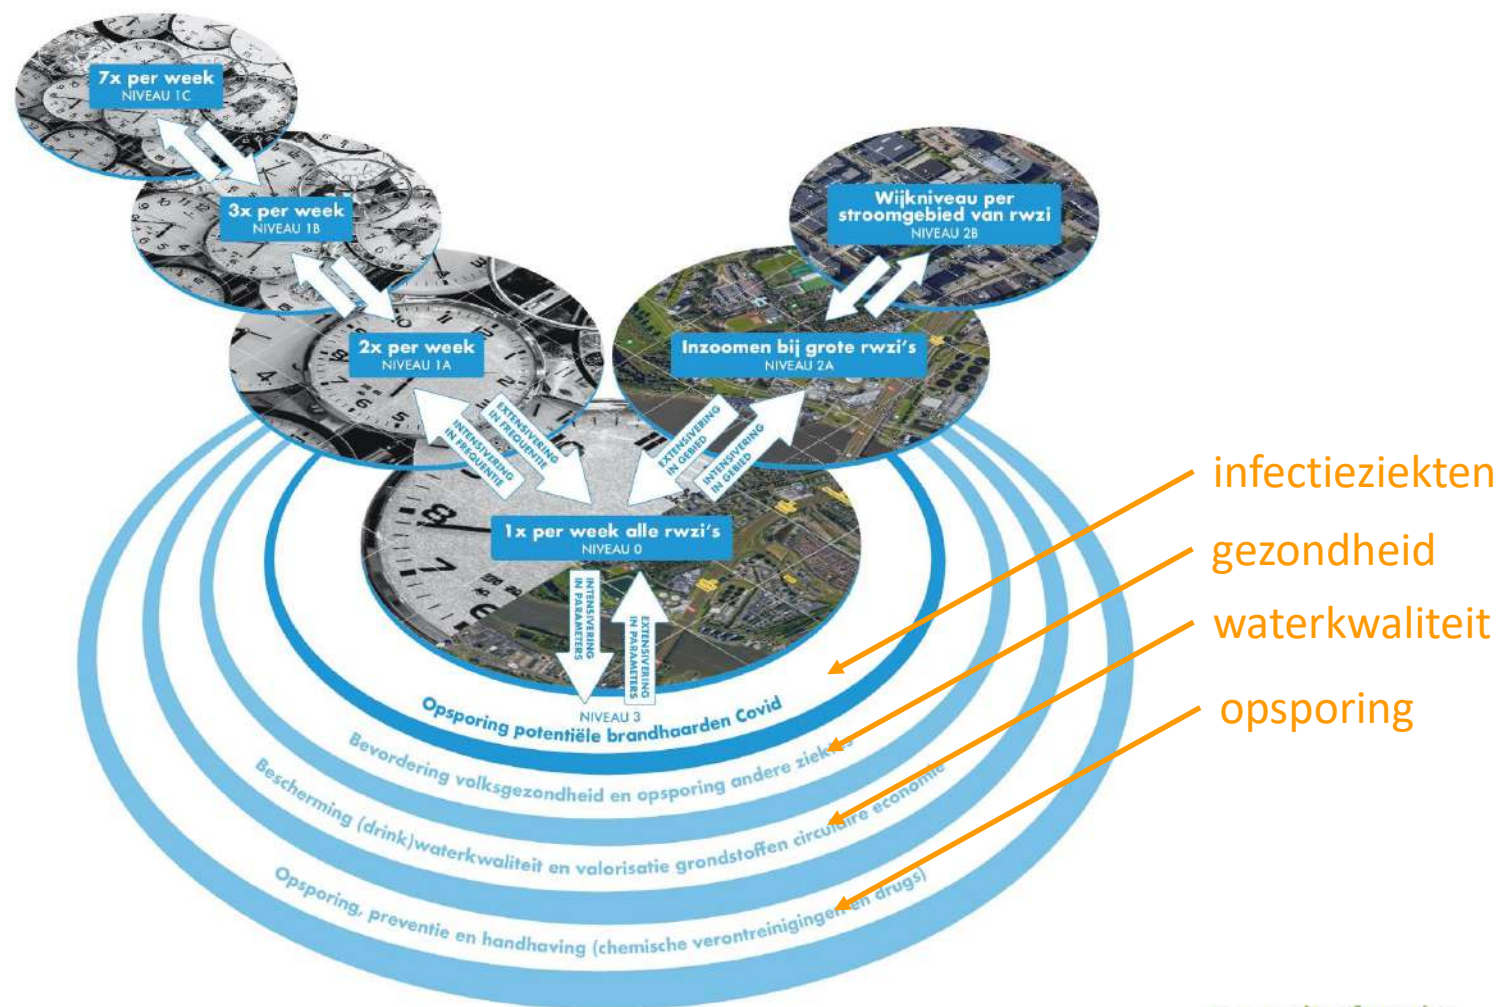 7x per week
NIVEAU 1C
3x per week
NIVEAU 1B
2x per week
NIVEAU 1A
Wijkniveau per
stroomgebied van rwzi
NIVEAU 2B
Inzoomen bij grote rwzi's
NIVEAU 2A
EXTENSIVERING
IN FREQUENTIE
INTENSIVERING
IN FREQUENTIE
EXTENSIVERING
IN GEBIED
INTENSIVERING
IN GEBIED
1x per week alle rwzi's
NIVEAU 0
INTENSIVERING
IN PARAMETERS
EXTENSIVERING
IN PARAMETERS
NIVEAU 3
Opsporing potentiële brandhaarden Covid
Bevordering volksgezondheid en opsporing andere ziektes
Bescherming (drink)waterkwaliteit en valorisatie grondstoffen circulaire economie
Opsporing, preventie en handhaving (chemische verontreinigingen en drugs)
infectieziekten
gezondheid
waterkwaliteit
opsporing